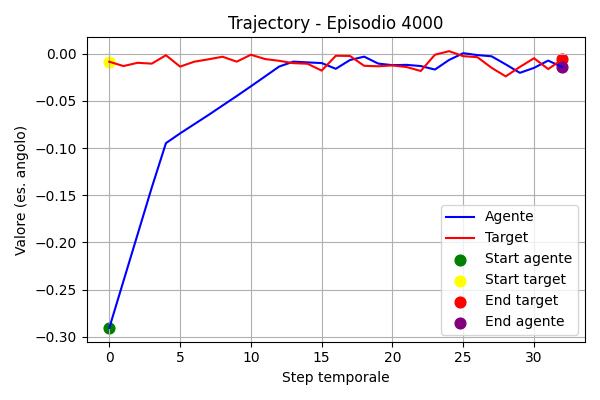 Trajectory - Episodio 4000
Valore (es. angolo)
0.00
−0.05
−0.10
−0.15
−0.20
−0.25
−0.30
Agente
Target
Start agente
Start target
End target
End agente
0 5 10 15 20 25 30
Step temporale